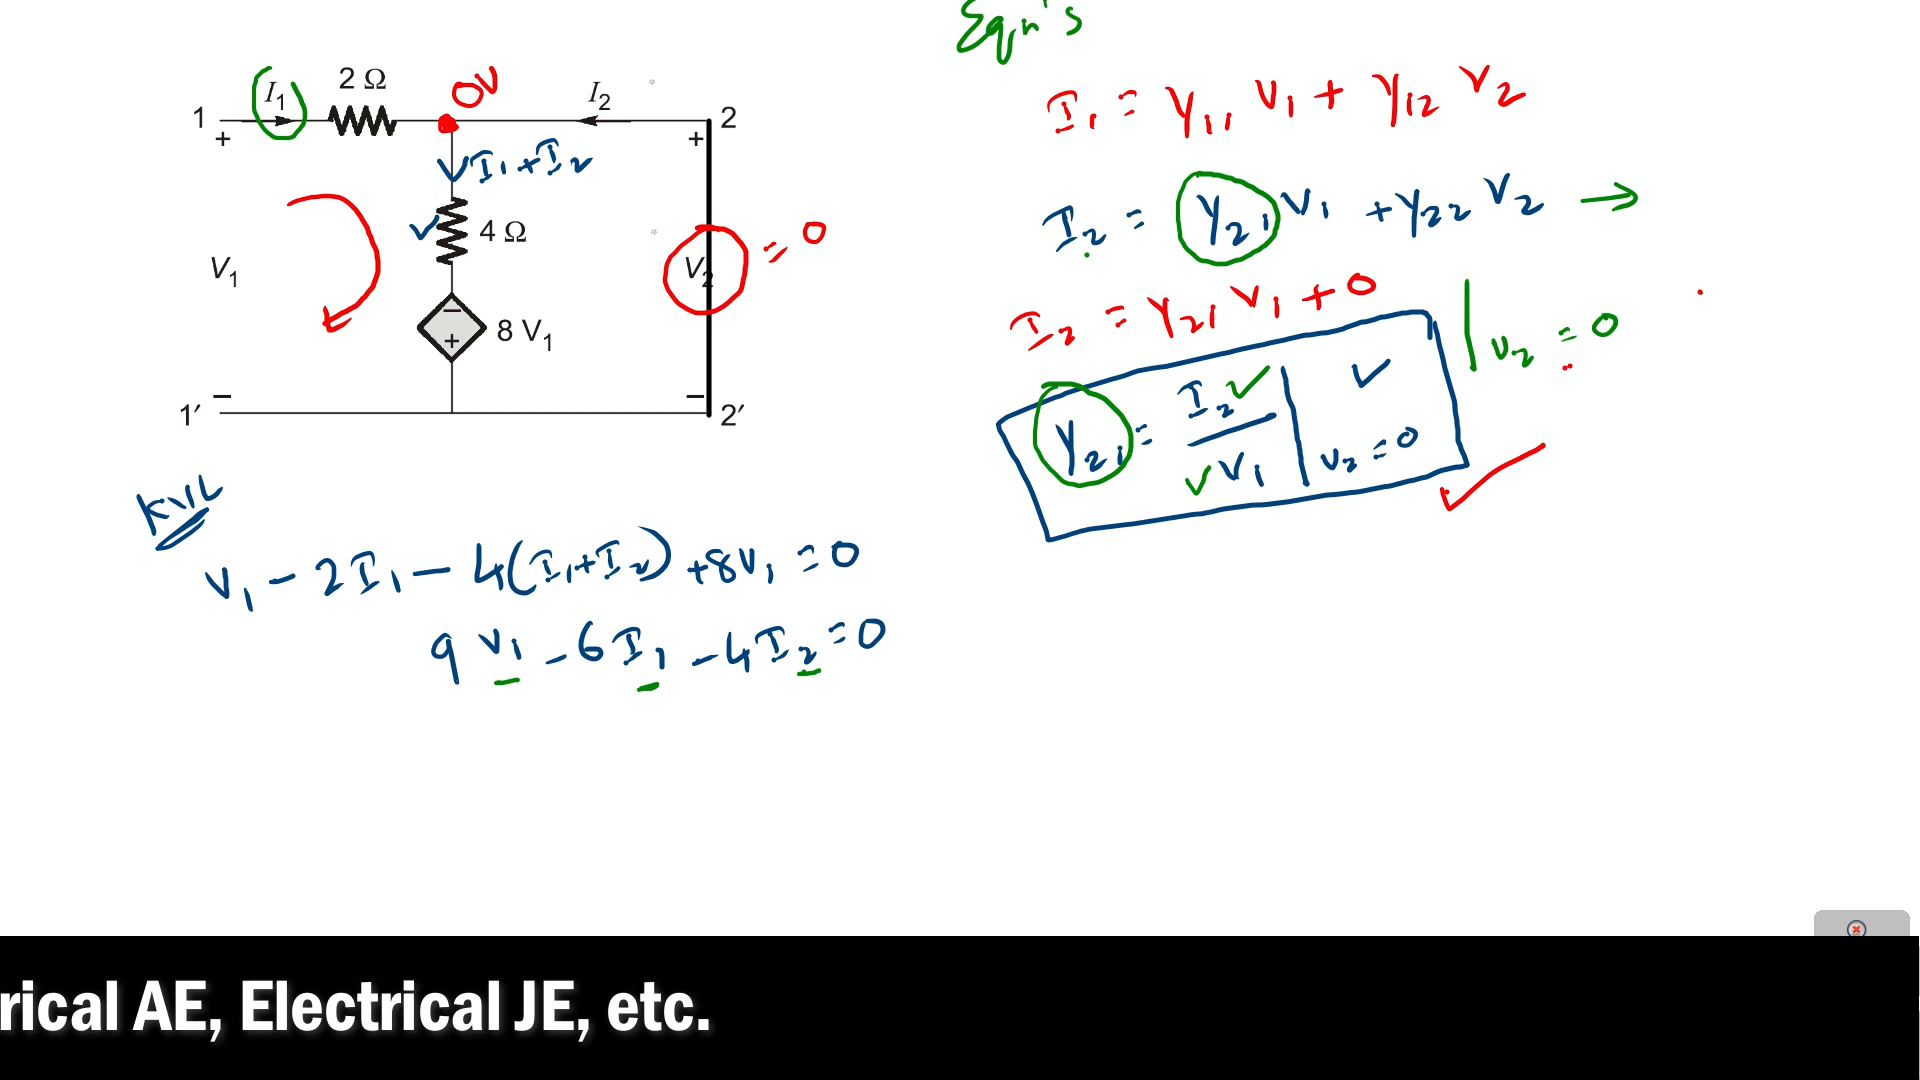 Eqn's
2 Ω
0V
I₁
I₂
1
2
+
+
I₁ = Y₁₁ V₁ + Y₁₂ V₂
I₁+I₂
I₂ = Y₂₁ V₁ + Y₂₂ V₂ →
4 Ω
V₁
V₂ = 0
I₂ = Y₂₁ V₁ + 0 | V₂ = 0
−
+
8 V₁
Y₂₁ = I₂ / V₁ | V₂ = 0
−
−
1′
2′
KVL
V₁ − 2I₁ − 4(I₁+I₂) +8V₁ = 0
9 V₁ − 6I₁ − 4I₂ = 0
rical AE, Electrical JE, etc.